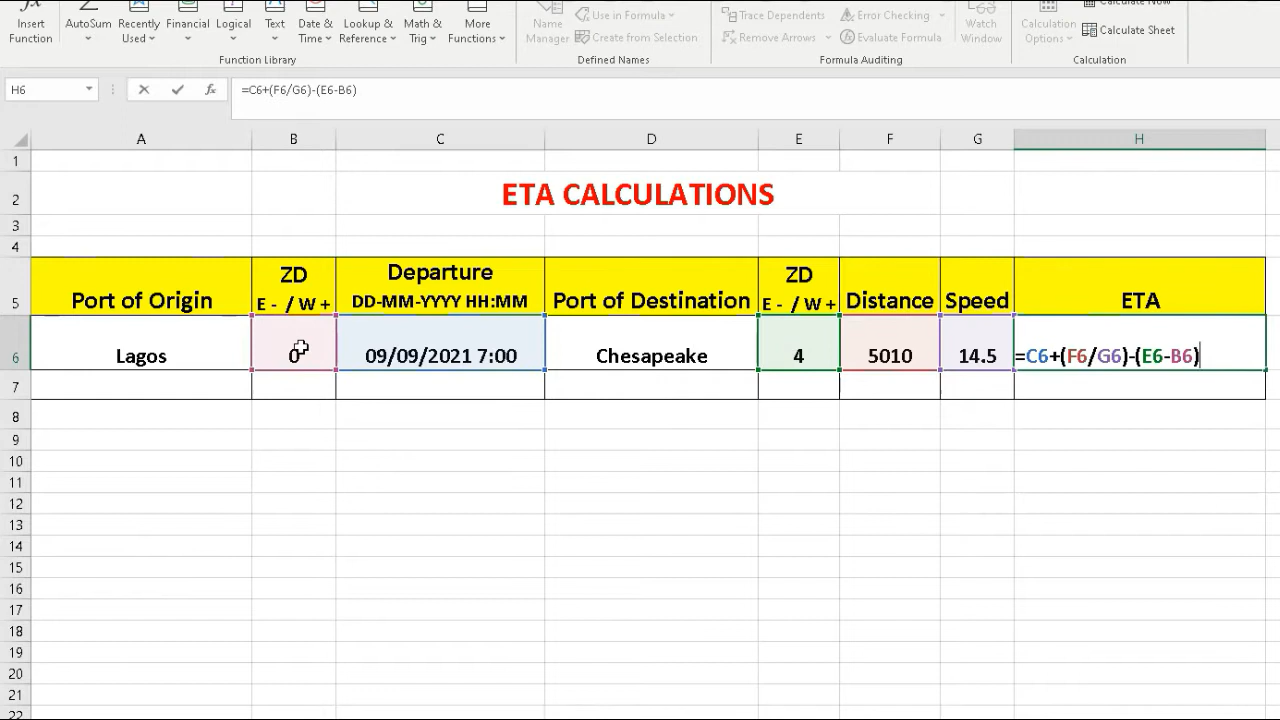 Insert Function
AutoSum
Recently Used
Financial
Logical
Text
Date & Time
Lookup & Reference
Math & Trig
More Functions
Function Library
Name Manager
Use in Formula
Create from Selection
Defined Names
Trace Dependents
Remove Arrows
Error Checking
Evaluate Formula
Formula Auditing
Watch Window
Calculation Options
Calculate Now
Calculate Sheet
Calculation
H6 fx =C6+(F6/G6)-(E6-B6)
A B C D E F G H
1
2 ETA CALCULATIONS
3
4
5 Port of Origin ZD E - / W + Departure DD-MM-YYYY HH:MM Port of Destination ZD E - / W + Distance Speed ETA
6 Lagos 0 09/09/2021 7:00 Chesapeake 4 5010 14.5 =C6+(F6/G6)-(E6-B6)
7
8
9
10
11
12
13
14
15
16
17
18
19
20
21
22